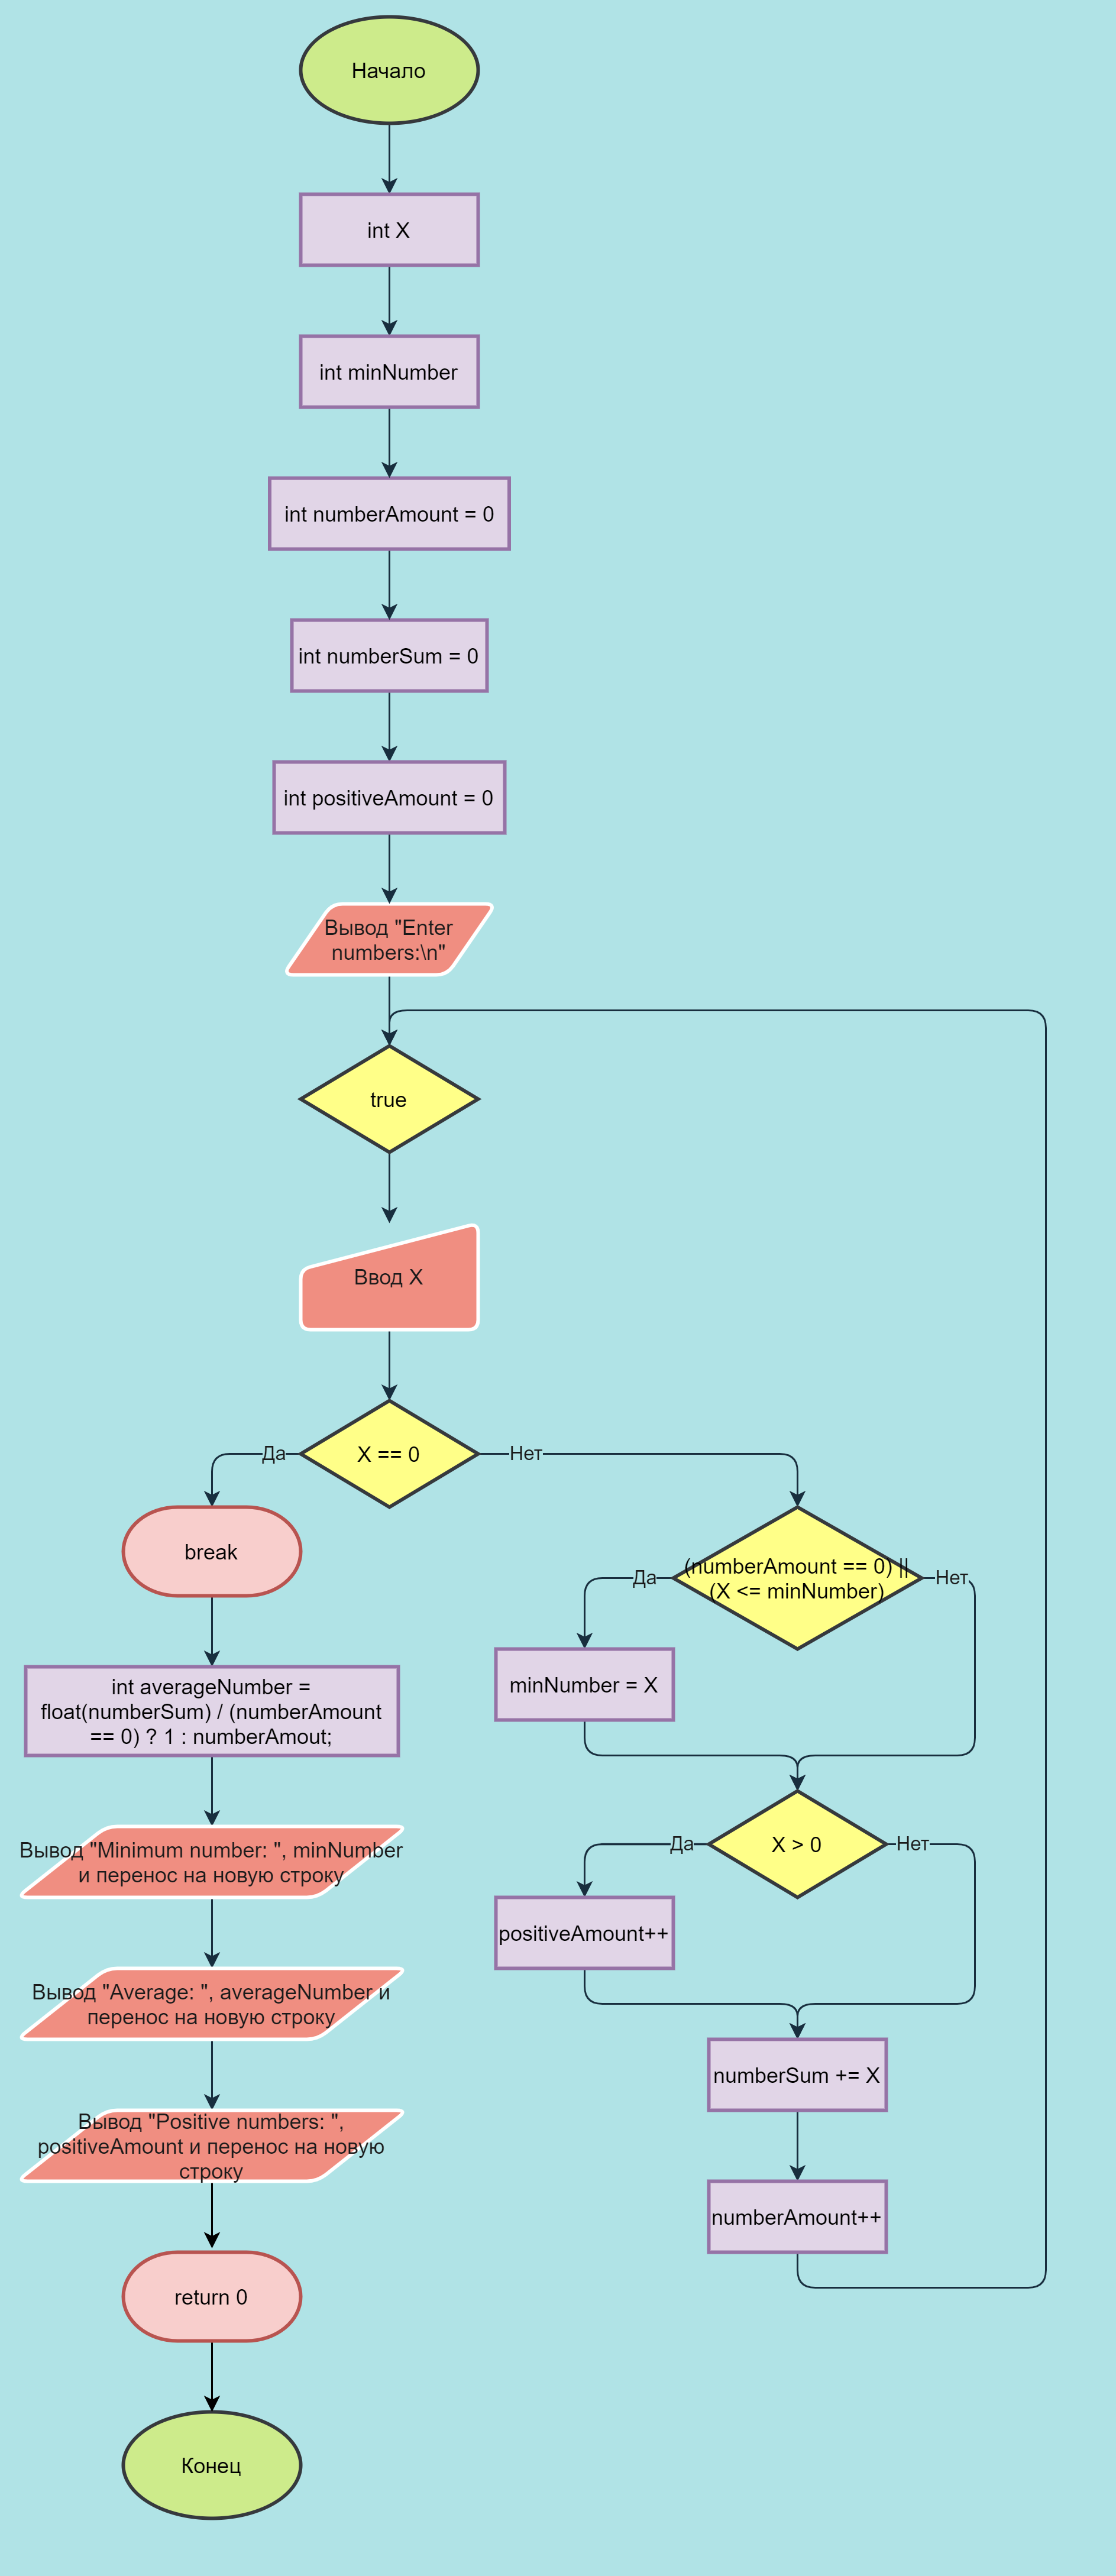 Начало
int X
int minNumber
int numberAmount = 0
int numberSum = 0
int positiveAmount = 0
Вывод "Enter
numbers:\n"
true
Ввод X
X == 0
Да
Нет
break
(numberAmount == 0) ||
(X <= minNumber)
Да
Нет
minNumber = X
int averageNumber =
float(numberSum) / (numberAmount
== 0) ? 1 : numberAmout;
X > 0
Да
Нет
Вывод "Minimum number: ", minNumber
и перенос на новую строку
positiveAmount++
Вывод "Average: ", averageNumber и
перенос на новую строку
numberSum += X
Вывод "Positive numbers: ",
positiveAmount и перенос на новую
строку
numberAmount++
return 0
Конец